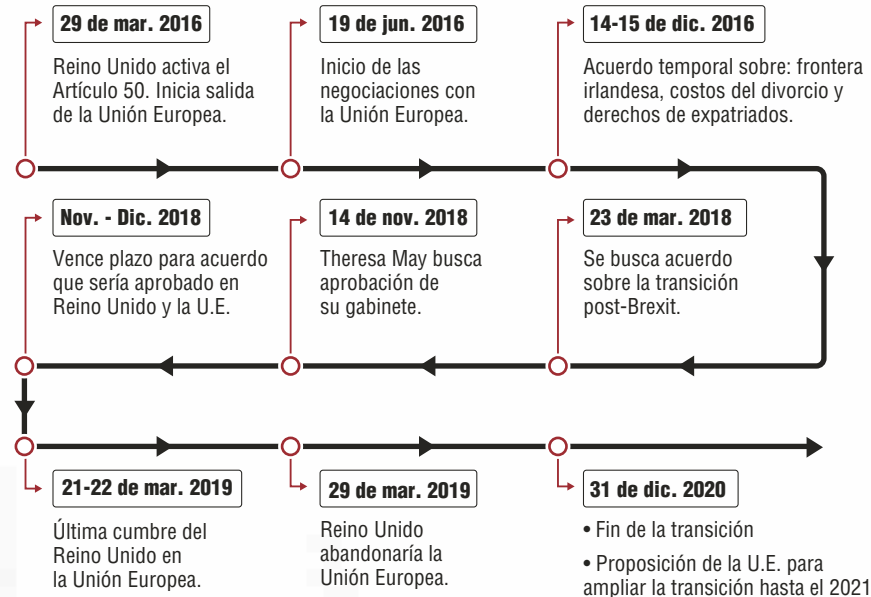 29 de mar. 2016
Reino Unido activa el
Artículo 50. Inicia salida
de la Unión Europea.
19 de jun. 2016
Inicio de las
negociaciones con
la Unión Europea.
14-15 de dic. 2016
Acuerdo temporal sobre: frontera
irlandesa, costos del divorcio y
derechos de expatriados.
23 de mar. 2018
Se busca acuerdo
sobre la transición
post-Brexit.
14 de nov. 2018
Theresa May busca
aprobación de
su gabinete.
Nov. - Dic. 2018
Vence plazo para acuerdo
que sería aprobado en
Reino Unido y la U.E.
21-22 de mar. 2019
Última cumbre del
Reino Unido en
la Unión Europea.
29 de mar. 2019
Reino Unido
abandonaría la
Unión Europea.
31 de dic. 2020
• Fin de la transición
• Proposición de la U.E. para
ampliar la transición hasta el 2021